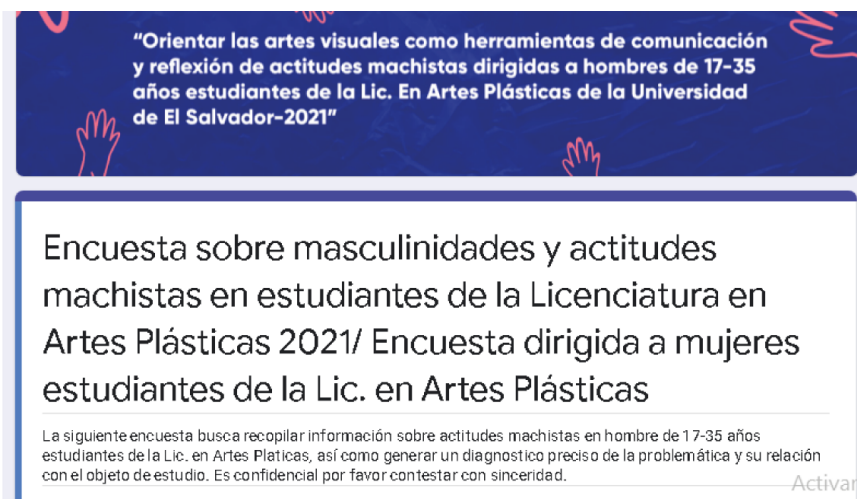 “Orientar las artes visuales como herramientas de comunicación
y reflexión de actitudes machistas dirigidas a hombres de 17-35
años estudiantes de la Lic. En Artes Plásticas de la Universidad
de El Salvador-2021”
Encuesta sobre masculinidades y actitudes
machistas en estudiantes de la Licenciatura en
Artes Plásticas 2021/ Encuesta dirigida a mujeres
estudiantes de la Lic. en Artes Plásticas
La siguiente encuesta busca recopilar información sobre actitudes machistas en hombre de 17-35 años
estudiantes de la Lic. en Artes Platicas, así como generar un diagnostico preciso de la problemática y su relación
con el objeto de estudio. Es confidencial por favor contestar con sinceridad.
Activar